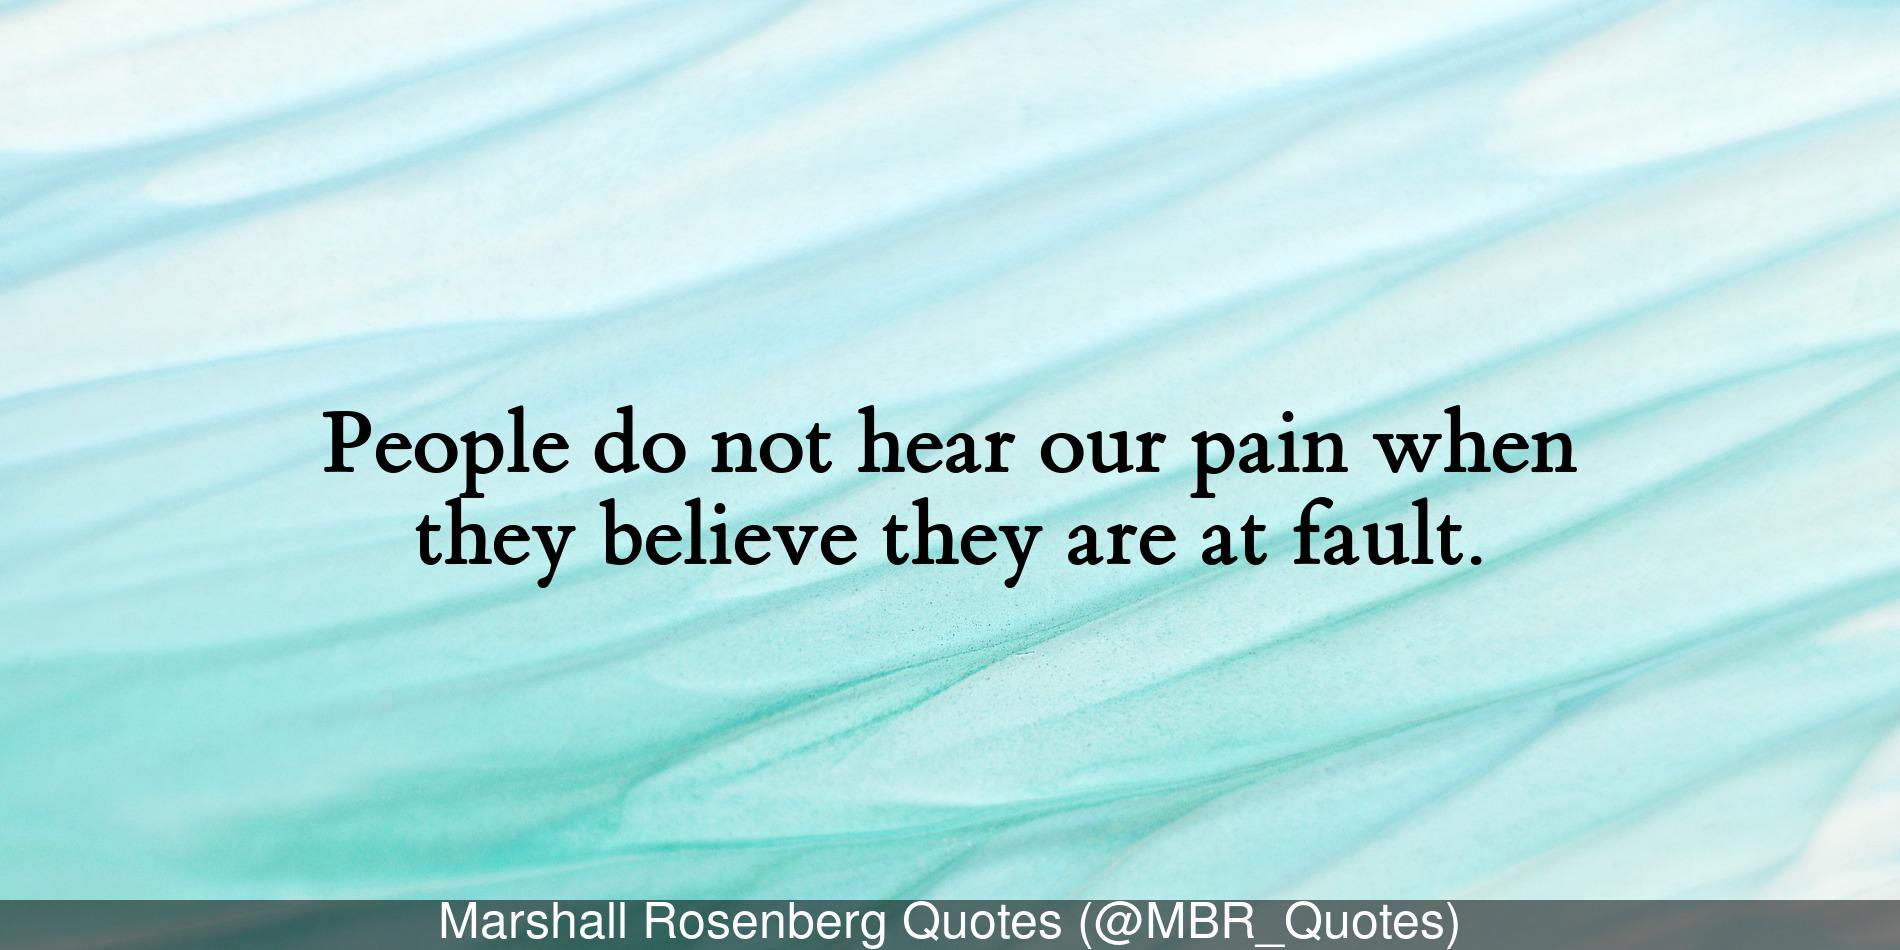 People do not hear our pain when
they believe they are at fault.
Marshall Rosenberg Quotes (@MBR_Quotes)